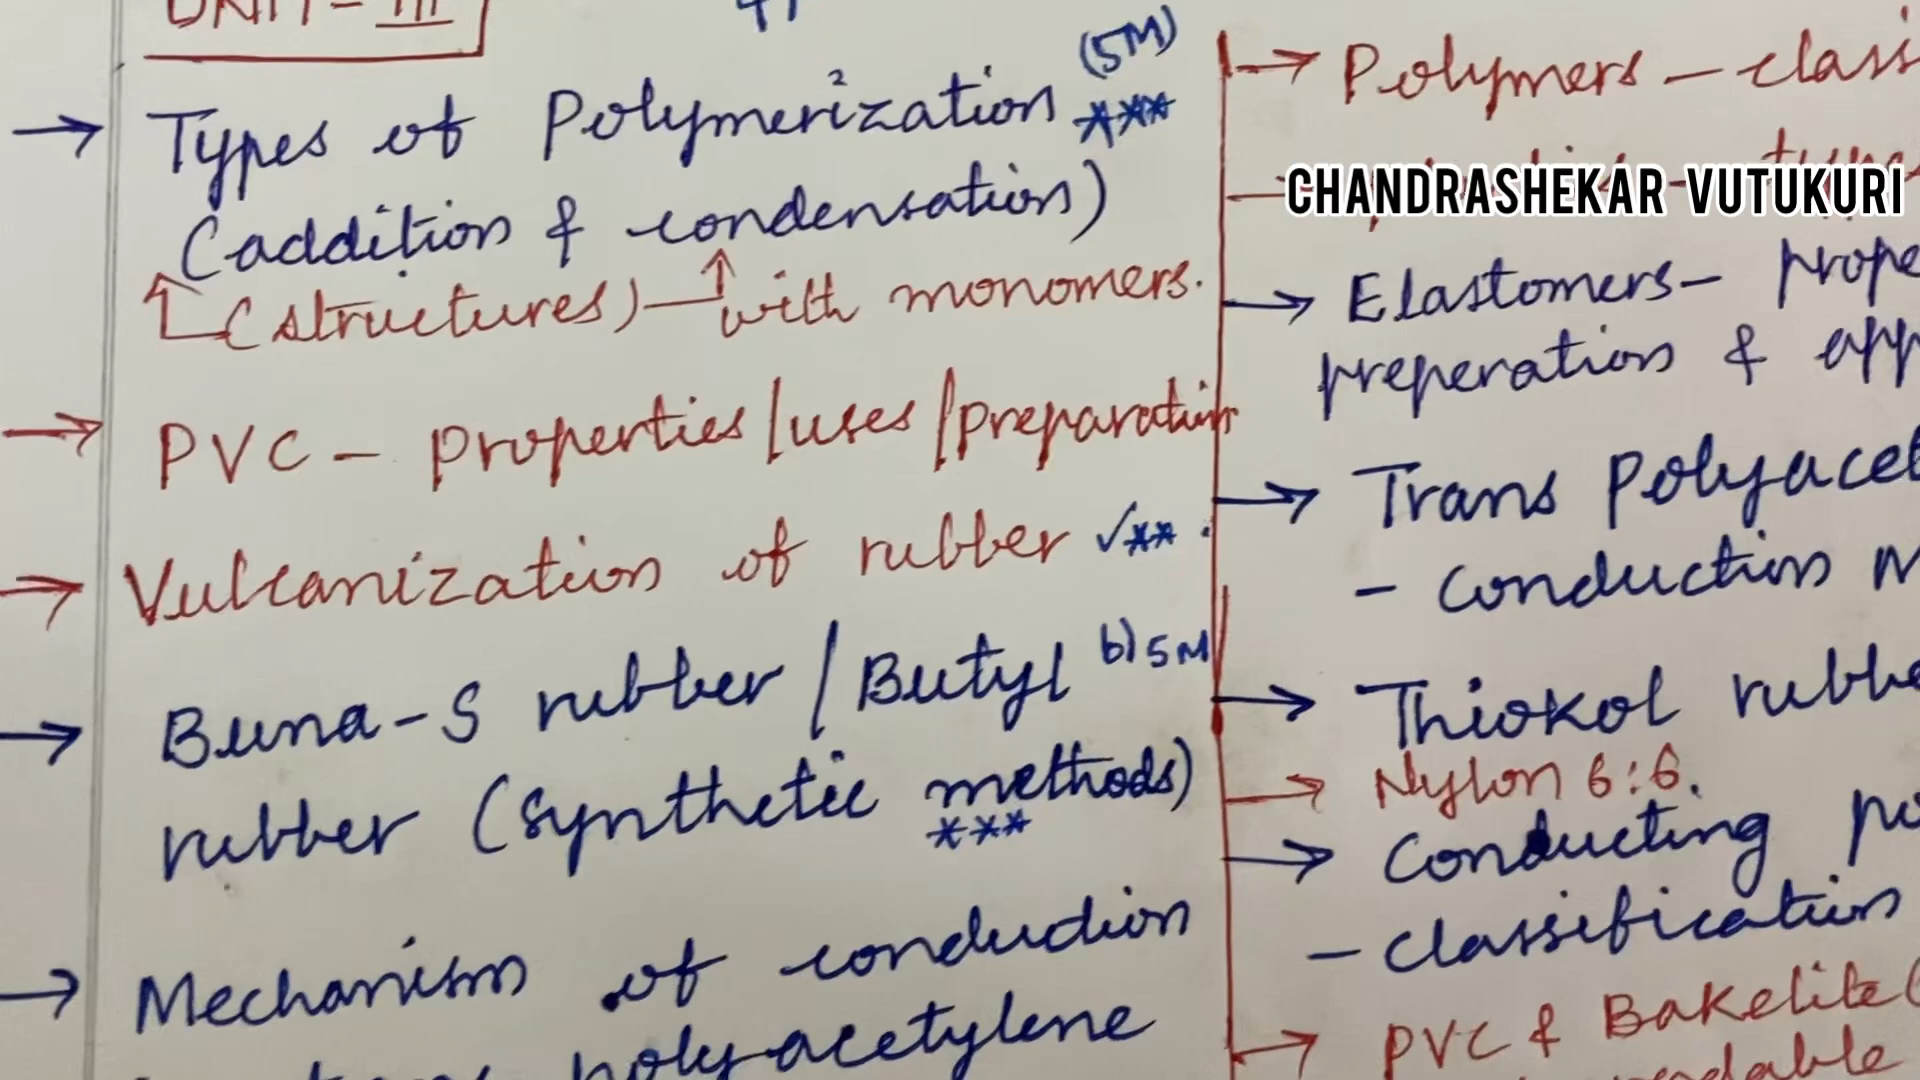 UNIT - III
→ Types of Polymerization (5M) ***
(addition & condensation)
(structures) — with monomers.
→ PVC - Properties / uses / preparation
→ Vulcanization of rubber ✓**
→ Buna-S rubber / Butyl b) 5M
rubber (synthetic methods)
***
→ Mechanism of conduction
polyacetylene
→ Polymers - classi
CHANDRASHEKAR VUTUKURI
→ Elastomers - prope
preperation & app
→ Trans Polyacet
- Conduction M
→ Thiokol rubbe
→ Nylon 6:6.
→ Conducting po
- Classification
→ PVC & Bakelite (